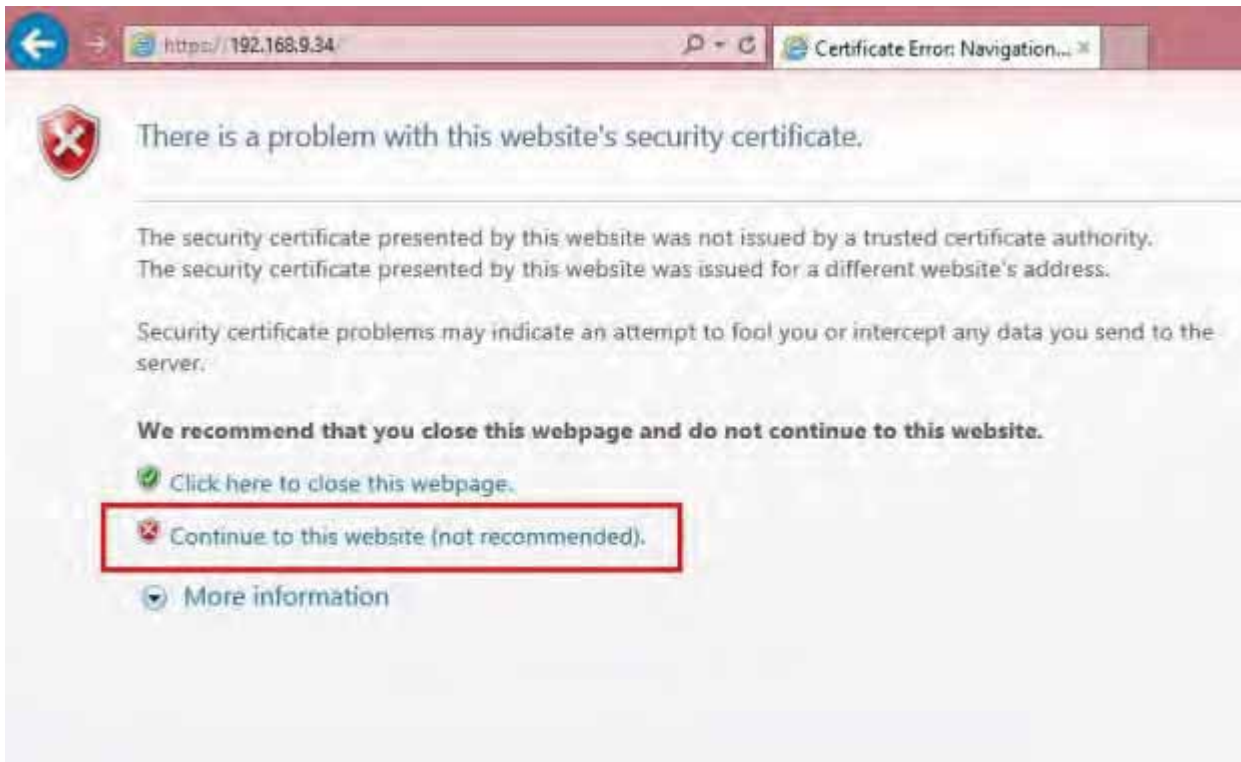 https://192.168.9.34/
Certificate Error: Navigation...
There is a problem with this website's security certificate.
The security certificate presented by this website was not issued by a trusted certificate authority.
The security certificate presented by this website was issued for a different website's address.
Security certificate problems may indicate an attempt to fool you or intercept any data you send to the
server.
We recommend that you close this webpage and do not continue to this website.
Click here to close this webpage.
Continue to this website (not recommended).
More information